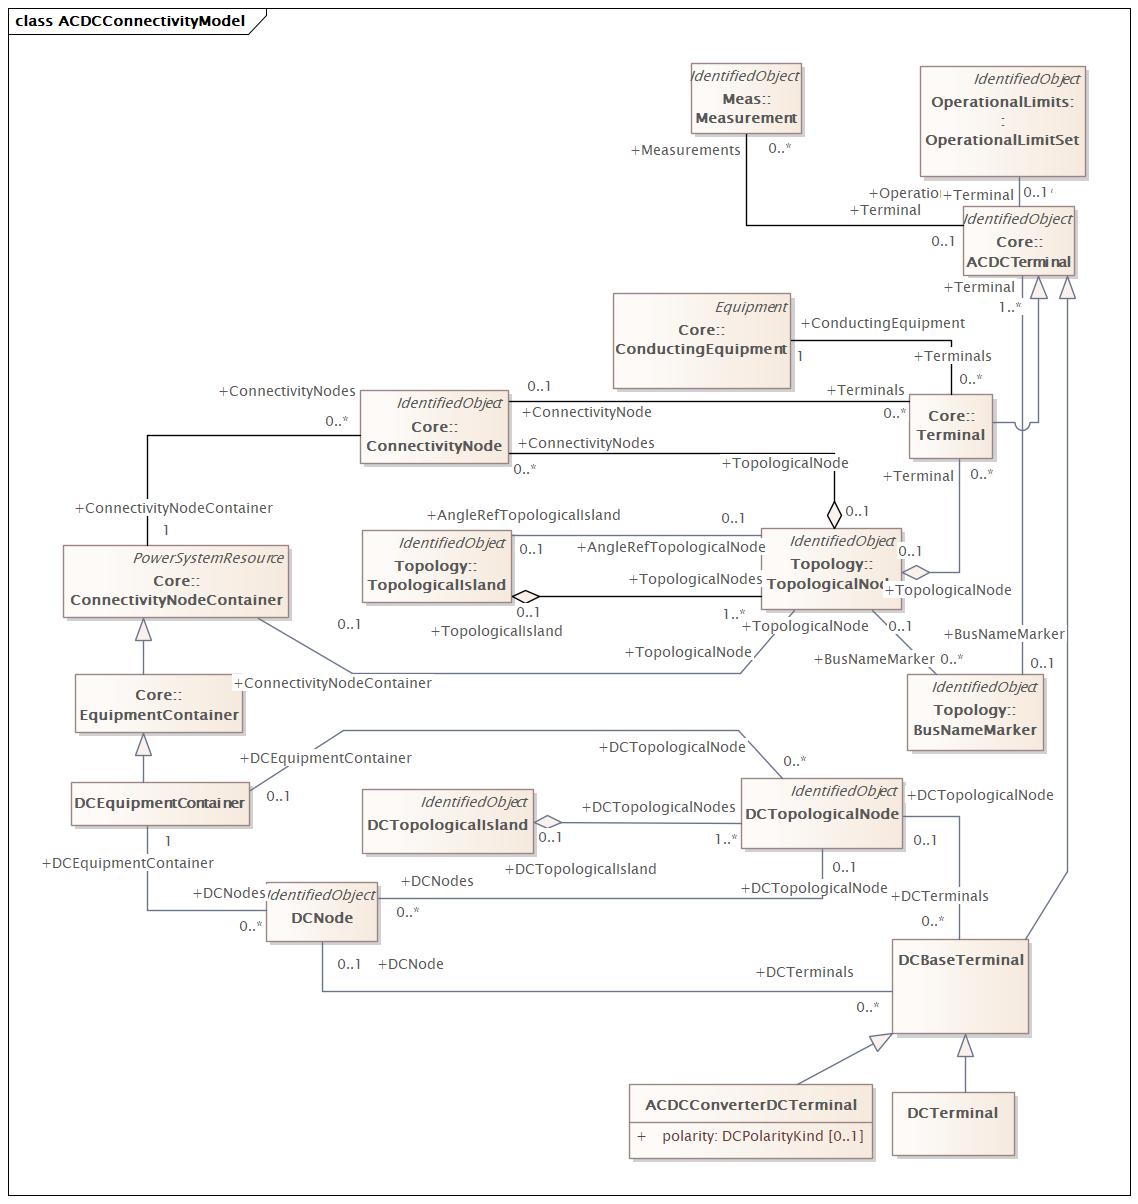 class ACDCConnectivityModel
IdentifiedObject
Meas::
Measurement
IdentifiedObject
OperationalLimits:
:
OperationalLimitSet
+Measurements
0..*
+Terminal
0..1
+Terminal
0..1
IdentifiedObject
Core::
ACDCTerminal
+Terminal
1..*
Equipment
Core::
ConductingEquipment
+ConductingEquipment
1
+Terminals
0..*
+ConnectivityNodes
0..*
IdentifiedObject
Core::
ConnectivityNode
0..1
+ConnectivityNode
+Terminals
0..*
Core::
Terminal
+ConnectivityNodes
0..*
+TopologicalNode
0..1
+Terminal
0..*
+ConnectivityNodeContainer
1
PowerSystemResource
Core::
ConnectivityNodeContainer
+AngleRefTopologicalIsland
0..1
0..1
+AngleRefTopologicalNode
IdentifiedObject
Topology::
TopologicalIsland
+TopologicalNodes
0..1
+TopologicalIsland
1..*
IdentifiedObject
Topology::
TopologicalNod
0..1
+TopologicalNode
0..1
+TopologicalNode
+TopologicalNode
+ConnectivityNodeContainer
0..1
+BusNameMarker
0..*
+BusNameMarker
0..1
IdentifiedObject
Topology::
BusNameMarker
Core::
EquipmentContainer
+DCEquipmentContainer
0..1
+DCTopologicalNode
0..*
DCEquipmentContainer
1
+DCEquipmentContainer
IdentifiedObject
DCTopologicalIsland
+DCTopologicalNodes
0..1
1..*
+DCTopologicalIsland
IdentifiedObject
DCTopologicalNode
+DCTopologicalNode
0..1
0..1
+DCTopologicalNode
+DCTerminals
0..*
+DCNodes
0..*
IdentifiedObject
DCNode
+DCNodes
0..*
0..1
+DCNode
+DCTerminals
0..*
DCBaseTerminal
ACDCConverterDCTerminal
+ polarity: DCPolarityKind [0..1]
DCTerminal